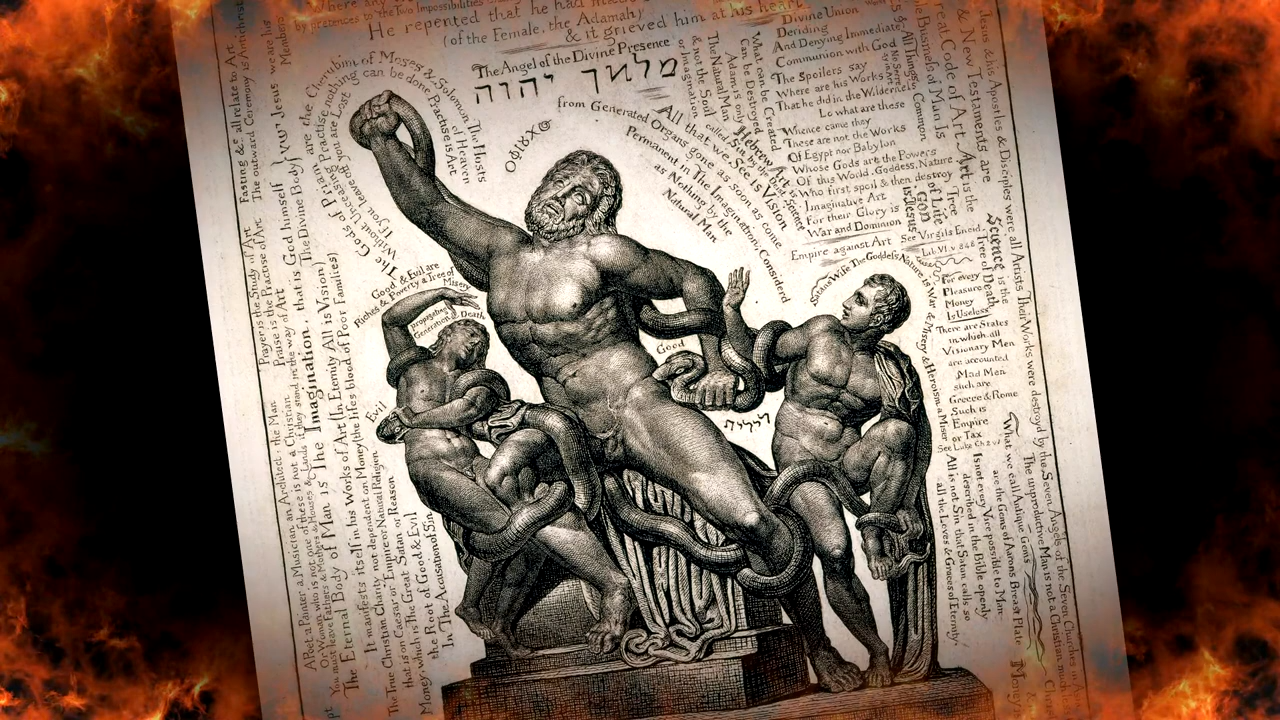 Where any
by pretences to the Two Impossibilities
He repented that he had
(of the Female, the Adamah)
& it grieved him at his heart
The Angel of the Divine Presence
מלאך יהוה
ΟΦΙΟΥΧΟΣ
The Hosts
of Heaven
from Generated Organs gone as soon as come
Permanent in The Imagination; Considerd
as Nothing by the
Natural Man
All that we See is Vision
Hebrew Art is
called Sin by the Deist Science
What can be Created
Can be Destroyed
Adam is only
The Natural Man
& not the Soul
or Imagination
Divine Union
Deriding
And Denying Immediate
Communion with God
The Spoilers say
Where are his Works
That he did in the Wilderness
Lo what are these
Whence came they
These are not the Works
Of Egypt nor Babylon
Whose Gods are the Powers
Of this World. Goddess, Nature
Who first spoil & then destroy
Imaginative Art
For their Glory is
War and Dominion
Empire against Art
See Virgils Eneid.
Lib. VI. v 848
Satans Wife The Goddess Nature is War & Misery & Heroism a Miser
For every
Pleasure
Money
Is Useless
There are States
in which all
Visionary Men
are accounted
Mad Men
such are
Greece & Rome
Such is
Empire
or Tax
See Luke Ch 2 v 1
Good
לילית
Evil
Good & Evil are
Riches & Poverty a Tree of
Misery
propagating
Generation & Death
The Gods of Priam are the Cherubim of Moses & Solomon
Without Unceasing Practise nothing can be done Practise is Art
If you leave off you are Lost
Fasting &c. all relate to Art
The outward Ceremony is Antichrist
Prayer is the Study of Art
Praise is the Practise of Art
The Eternal Body of Man is The Imagination. that is God himself
The Divine Body
ישע Jesus we are his
Members
It manifests itself in his Works of Art (In Eternity All is Vision)
A Poet a Painter a Musician an Architect: the Man
Or Woman who is not one of these is not a Christian
You must leave Fathers & Mothers & Houses & Lands if they stand in the way of Art
The True Christian Charity not dependent on Money (the lifes blood of Poor Families)
that is on Caesar or Empire or Natural Religion
Money, which is The Great Satan or Reason
the Root of Good & Evil
In The Accusation of Sin
All is not Sin that Satan calls so
all the Loves & Graces of Eternity.
Is not every Vice possible to Man
described in the Bible openly
What we call Antique Gems
are the Gems of Aarons Breast Plate
The unproductive Man is not a Christian
Jesus & his Apostles & Disciples were all Artists Their Works were destroyd by the Seven Angels of the Seven Churches in
& New Testaments are
Great Code of Art
Art is the
Tree of Life
GOD
is Jesus
Science is the
Tree of Death